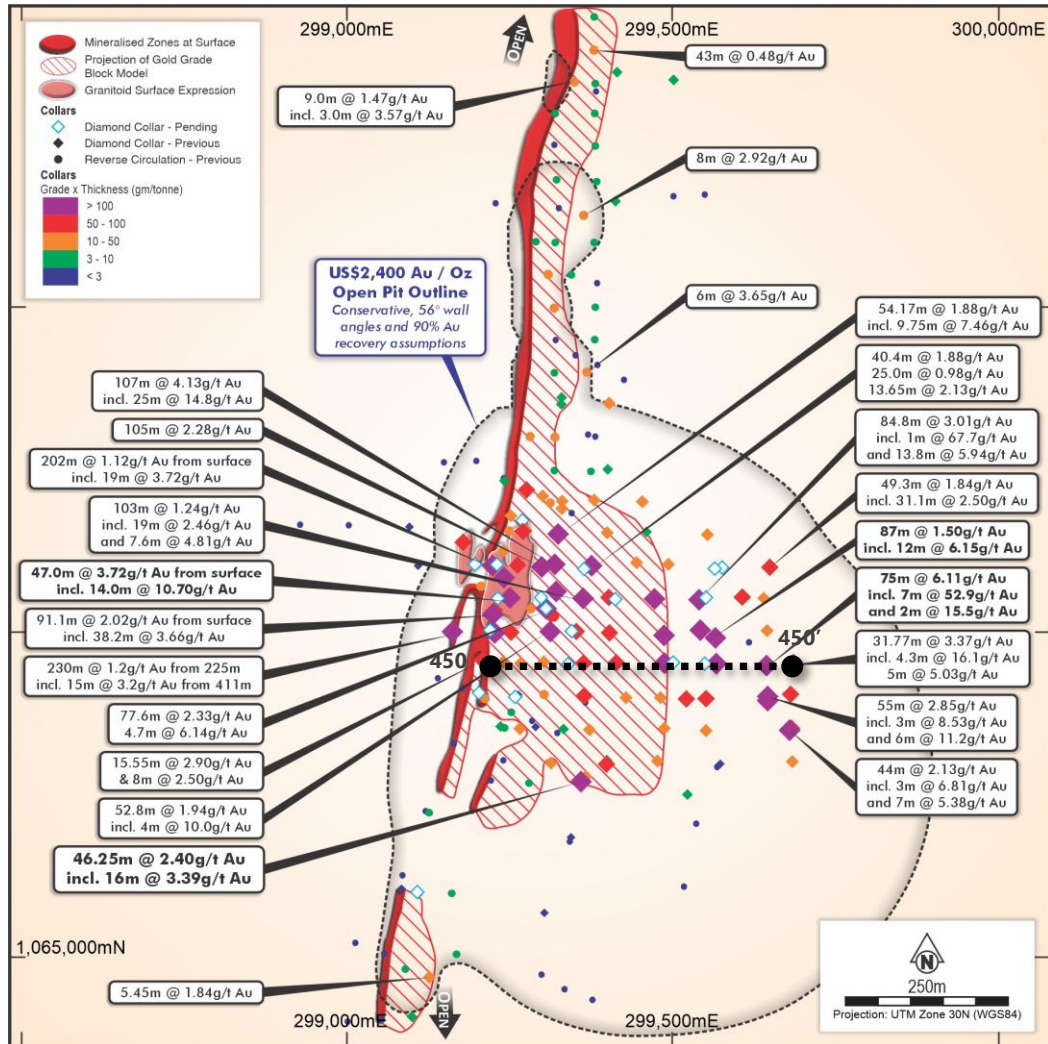 299,000mE
299,500mE
300,000mE
OPEN
Mineralised Zones at Surface
Projection of Gold Grade
Block Model
Granitoid Surface Expression
Collars
Diamond Collar - Pending
Diamond Collar - Previous
Reverse Circulation - Previous
Collars
Grade x Thickness (gm/tonne)
> 100
50 - 100
10 - 50
3 - 10
< 3
43m @ 0.48g/t Au
9.0m @ 1.47g/t Au
incl. 3.0m @ 3.57g/t Au
8m @ 2.92g/t Au
US$2,400 Au / Oz
Open Pit Outline
Conservative, 56° wall
angles and 90% Au
recovery assumptions
6m @ 3.65g/t Au
54.17m @ 1.88g/t Au
incl. 9.75m @ 7.46g/t Au
40.4m @ 1.88g/t Au
25.0m @ 0.98g/t Au
13.65m @ 2.13g/t Au
84.8m @ 3.01g/t Au
incl. 1m @ 67.7g/t Au
and 13.8m @ 5.94g/t Au
49.3m @ 1.84g/t Au
incl. 31.1m @ 2.50g/t Au
87m @ 1.50g/t Au
incl. 12m @ 6.15g/t Au
75m @ 6.11g/t Au
incl. 7m @ 52.9g/t Au
and 2m @ 15.5g/t Au
31.77m @ 3.37g/t Au
incl. 4.3m @ 16.1g/t Au
5m @ 5.03g/t Au
55m @ 2.85g/t Au
incl. 3m @ 8.53g/t Au
and 6m @ 11.2g/t Au
44m @ 2.13g/t Au
incl. 3m @ 6.81g/t Au
and 7m @ 5.38g/t Au
107m @ 4.13g/t Au
incl. 25m @ 14.8g/t Au
105m @ 2.28g/t Au
202m @ 1.12g/t Au from surface
incl. 19m @ 3.72g/t Au
103m @ 1.24g/t Au
incl. 19m @ 2.46g/t Au
and 7.6m @ 4.81g/t Au
47.0m @ 3.72g/t Au from surface
incl. 14.0m @ 10.70g/t Au
91.1m @ 2.02g/t Au from surface
incl. 38.2m @ 3.66g/t Au
230m @ 1.2g/t Au from 225m
incl. 15m @ 3.2g/t Au from 411m
77.6m @ 2.33g/t Au
4.7m @ 6.14g/t Au
15.55m @ 2.90g/t Au
& 8m @ 2.50g/t Au
52.8m @ 1.94g/t Au
incl. 4m @ 10.0g/t Au
46.25m @ 2.40g/t Au
incl. 16m @ 3.39g/t Au
450
450'
1,065,000mN
5.45m @ 1.84g/t Au
OPEN
299,000mE
299,500mE
N
250m
Projection: UTM Zone 30N (WGS84)